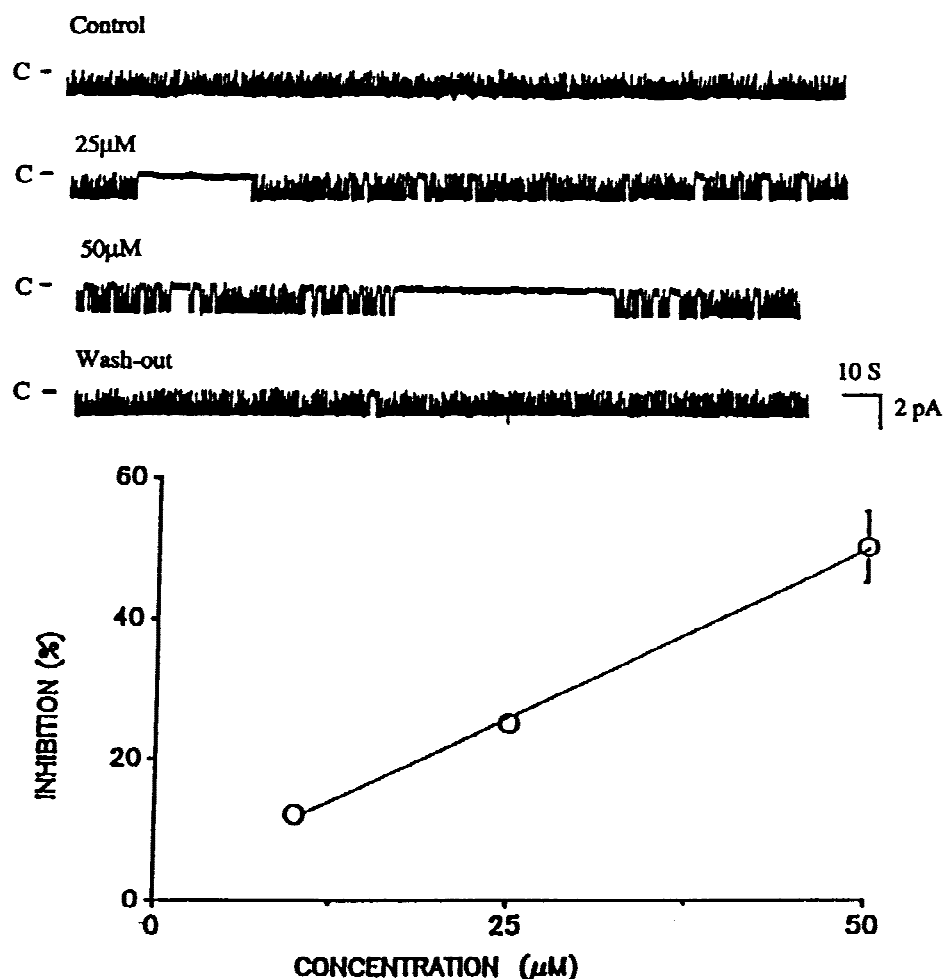 Control
C -
25µM
C -
50µM
C -
Wash-out
C -
10 S
2 pA
60
40
20
0
0
25
50
INHIBITION (%)
CONCENTRATION (µM)